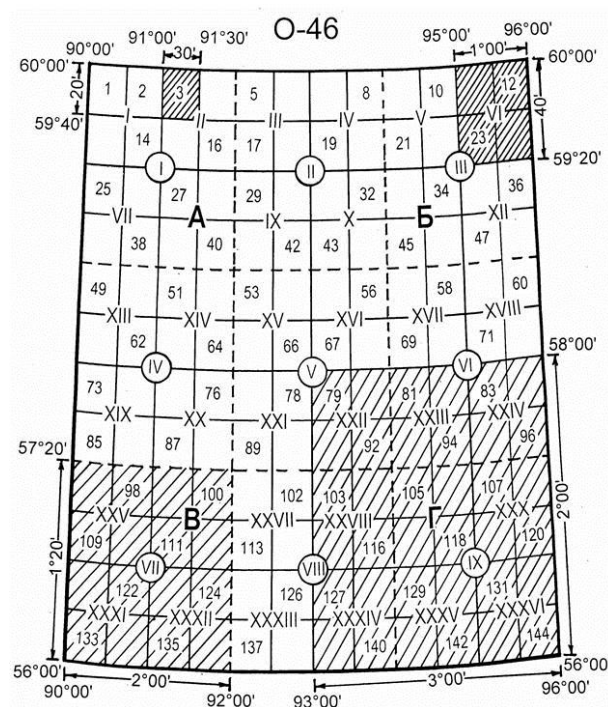 O-46
90°00' 91°00' 91°30' 95°00' 96°00'
30' 1°00'
60°00' 60°00'
20' 1 2 3 5 8 10 12 40'
59°40' I II III IV V VI
14 16 17 19 21 23
I II III 59°20'
25 27 29 32 34 36
VII А IX X Б XII
38 40 42 43 45 47
49 51 53 56 58 60
XIII XIV XV XVI XVII XVIII
62 64 66 67 69 71
IV V VI 58°00'
73 76 78 79 81 83
XIX XX XXI XXII XXIII XXIV
57°20' 85 87 89 92 94 96
98 100 102 103 105 107
XXV В XXVII XXVIII Г XXX
1°20' 109 111 113 116 118 120 2°00'
VII VIII IX
122 124 126 127 129 131
XXXI XXXII XXXIII XXXIV XXXV XXXVI
133 135 137 140 142 144
56°00' 56°00'
90°00' 2°00' 92°00' 93°00' 3°00' 96°00'